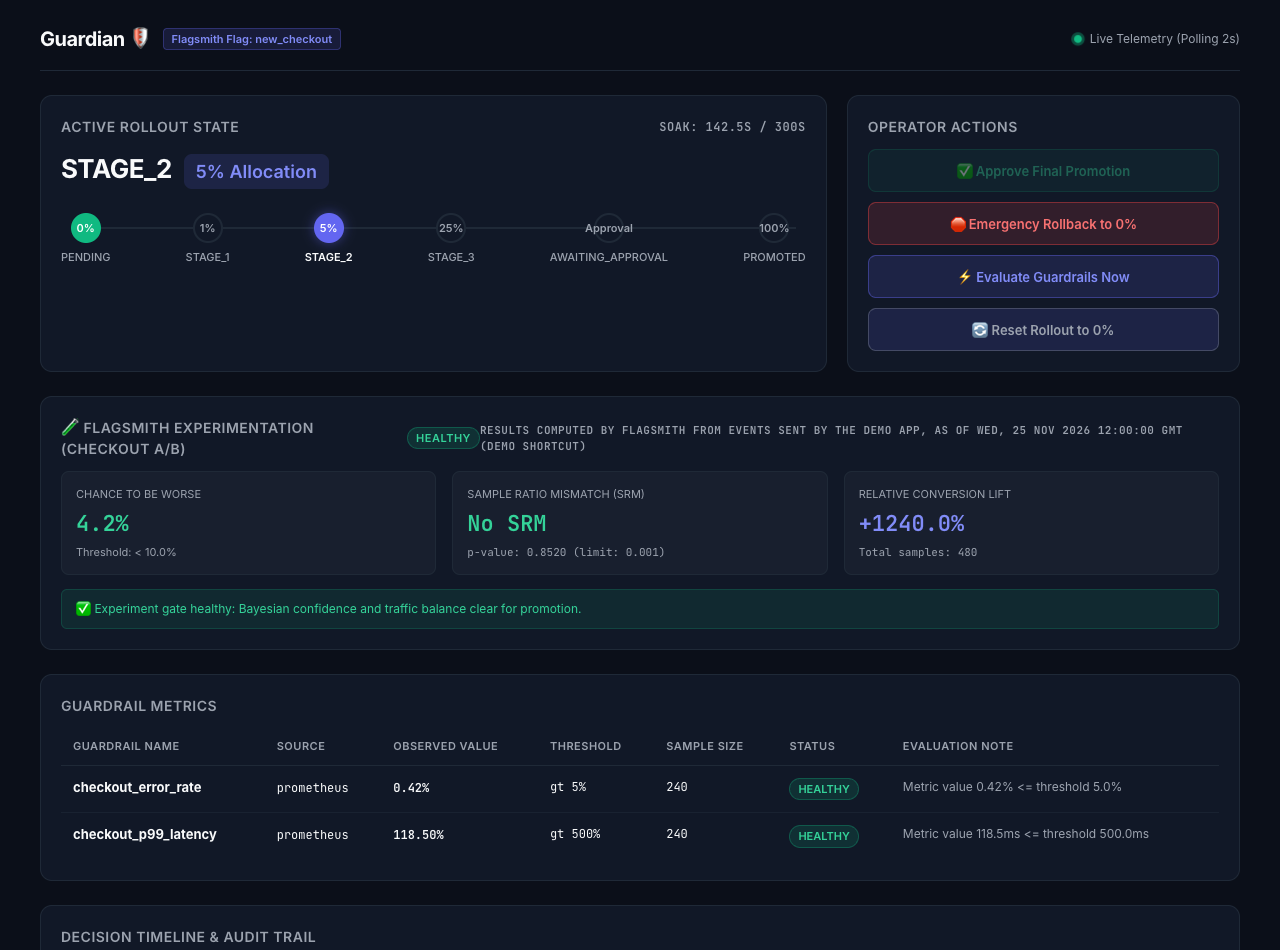 Guardian
Flagsmith Flag: new_checkout
Live Telemetry (Polling 2s)
ACTIVE ROLLOUT STATE
SOAK: 142.5S / 300S
STAGE_2
5% Allocation
0%
1%
5%
25%
Approval
100%
PENDING
STAGE_1
STAGE_2
STAGE_3
AWAITING_APPROVAL
PROMOTED
OPERATOR ACTIONS
✅ Approve Final Promotion
🛑 Emergency Rollback to 0%
⚡ Evaluate Guardrails Now
🔄 Reset Rollout to 0%
🧪 FLAGSMITH EXPERIMENTATION
(CHECKOUT A/B)
HEALTHY
RESULTS COMPUTED BY FLAGSMITH FROM EVENTS SENT BY THE DEMO APP, AS OF WED, 25 NOV 2026 12:00:00 GMT
(DEMO SHORTCUT)
CHANCE TO BE WORSE
4.2%
Threshold: < 10.0%
SAMPLE RATIO MISMATCH (SRM)
No SRM
p-value: 0.8520 (limit: 0.001)
RELATIVE CONVERSION LIFT
+1240.0%
Total samples: 480
✅ Experiment gate healthy: Bayesian confidence and traffic balance clear for promotion.
GUARDRAIL METRICS
GUARDRAIL NAME SOURCE OBSERVED VALUE THRESHOLD SAMPLE SIZE STATUS EVALUATION NOTE
checkout_error_rate prometheus 0.42% gt 5% 240 HEALTHY Metric value 0.42% <= threshold 5.0%
checkout_p99_latency prometheus 118.50% gt 500% 240 HEALTHY Metric value 118.5ms <= threshold 500.0ms
DECISION TIMELINE & AUDIT TRAIL